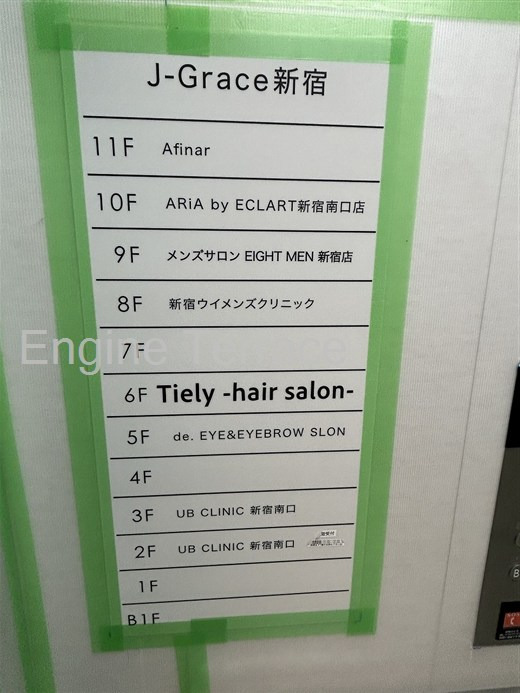 J-Grace新宿
11F Afinar
10F ARiA by ECLART新宿南口店
9F メンズサロン EIGHT MEN 新宿店
8F 新宿ウイメンズクリニック
Engine
7F
6F Tiely -hair salon-
5F de. EYE&EYEBROW SLON
4F
3F UB CLINIC 新宿南口
2F UB CLINIC 新宿南口
1F
B1F